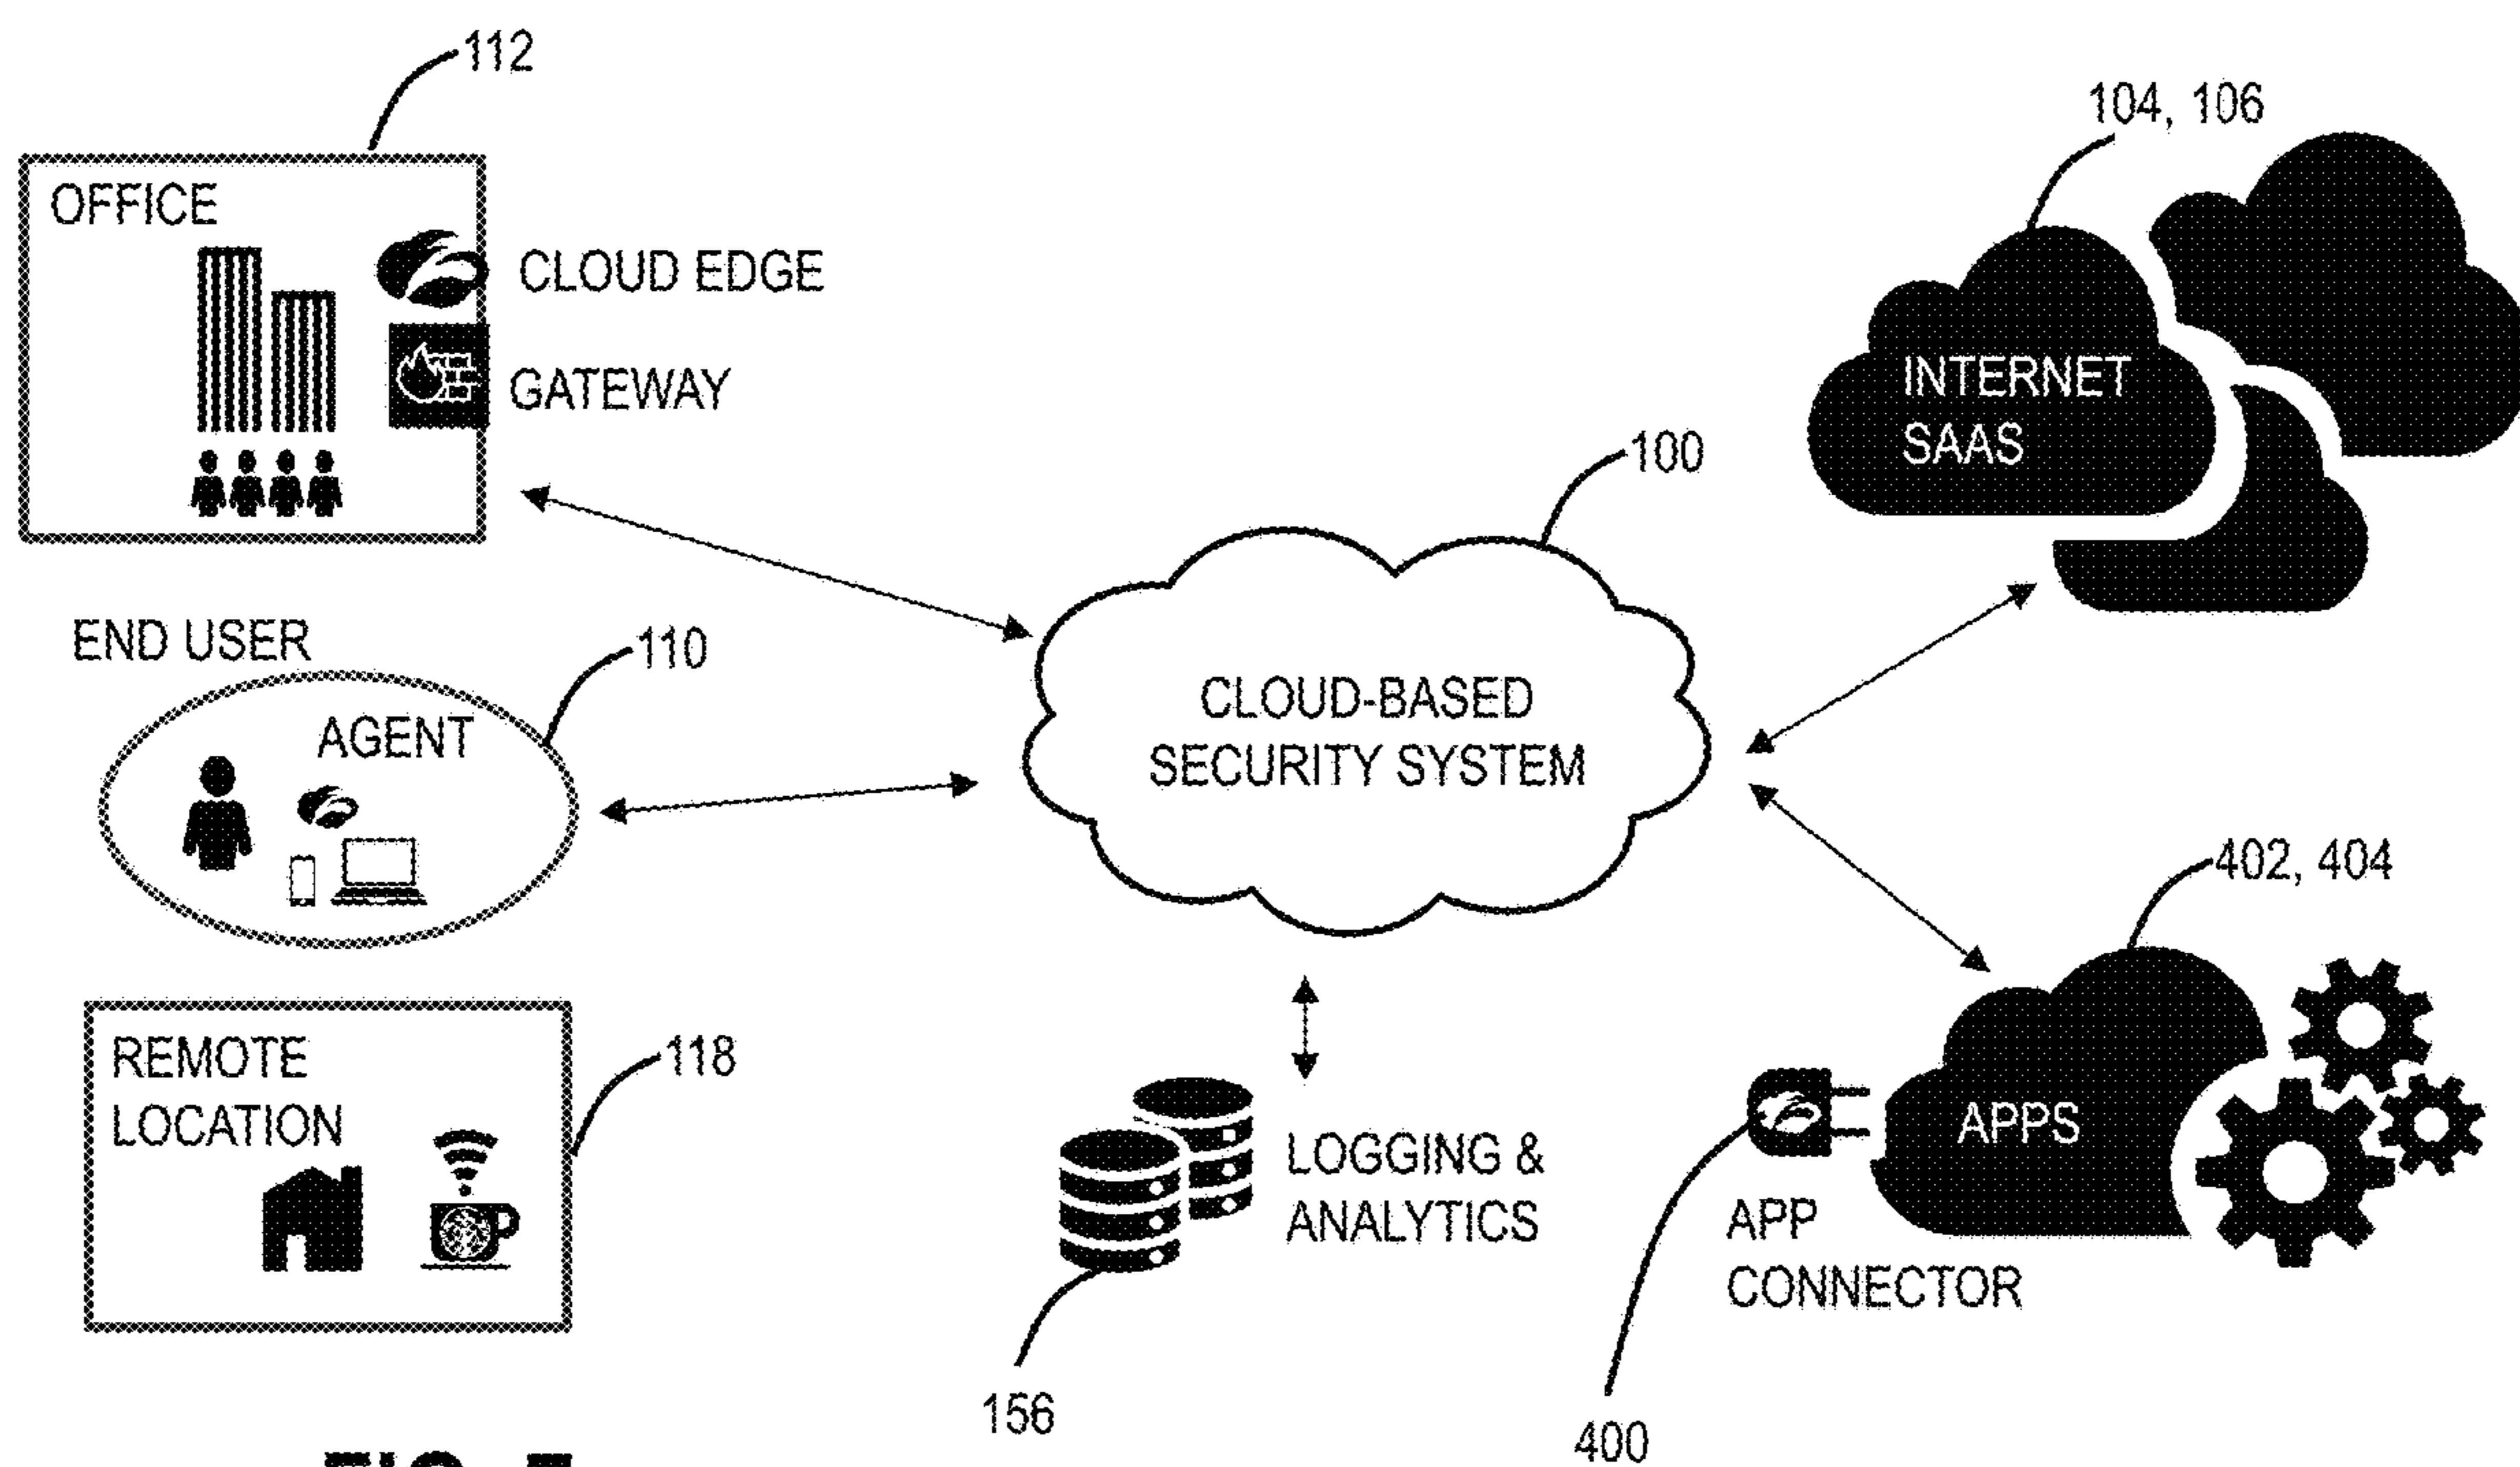 112
OFFICE
CLOUD EDGE
GATEWAY
104, 106
INTERNET
SAAS
100
END USER
110
AGENT
CLOUD-BASED
SECURITY SYSTEM
402, 404
REMOTE
LOCATION
118
LOGGING &
ANALYTICS
APPS
APP
CONNECTOR
156
400